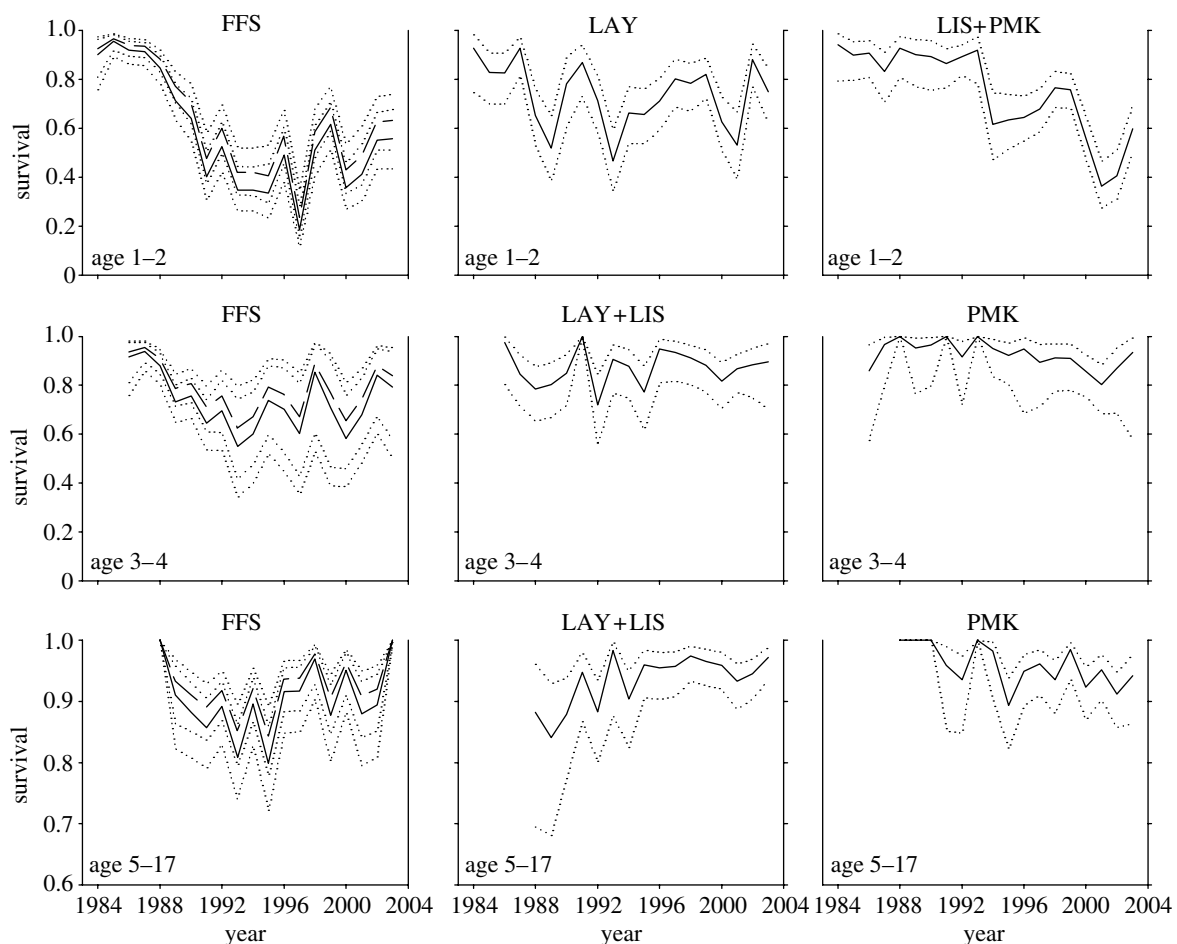 FFS LAY LIS+PMK
1.0
0.8
0.6
0.4
0.2
0
survival
age 1–2 age 1–2 age 1–2
FFS LAY+LIS PMK
1.0
0.8
0.6
0.4
0.2
0
survival
age 3–4 age 3–4 age 3–4
FFS LAY+LIS PMK
1.0
0.9
0.8
0.7
0.6
survival
age 5–17 age 5–17 age 5–17
1984 1988 1992 1996 2000 2004 1984 1988 1992 1996 2000 2004 1984 1988 1992 1996 2000 2004
year year year